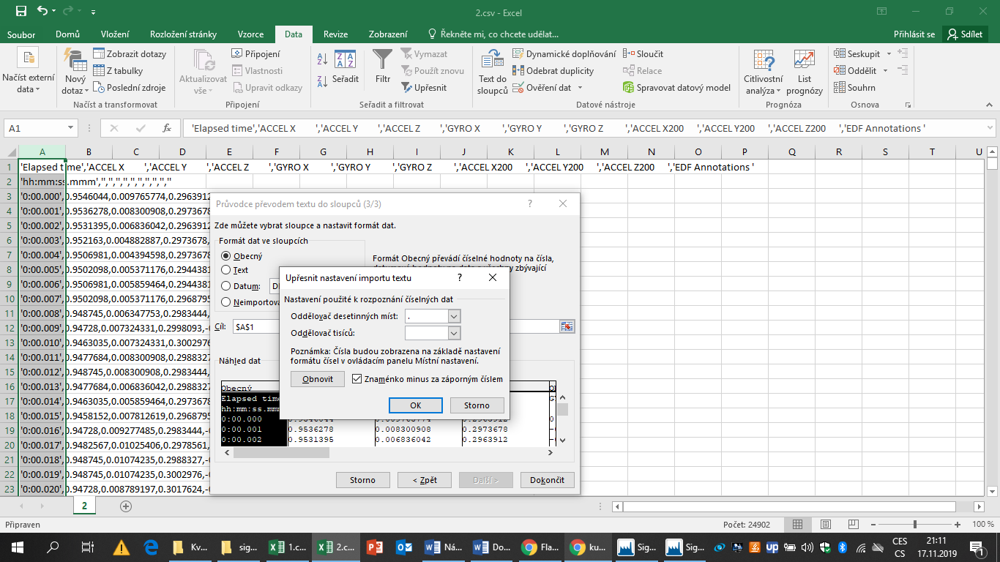 2.csv - Excel
Soubor Domů Vložení Rozložení stránky Vzorce Data Revize Zobrazení Řekněte mi, co chcete udělat... Přihlásit se Sdílet
Načíst externí data
Nový dotaz
Zobrazit dotazy
Z tabulky
Poslední zdroje
Načíst a transformovat
Aktualizovat vše
Připojení
Vlastnosti
Upravit odkazy
Připojení
Seřadit
Filtr
Vymazat
Použít znovu
Upřesnit
Seřadit a filtrovat
Text do sloupců
Dynamické doplňování
Odebrat duplicity
Ověření dat
Sloučit
Relace
Spravovat datový model
Datové nástroje
Citlivostní analýza
List prognózy
Prognóza
Seskupit
Oddělit
Souhrn
Osnova
A1 fx 'Elapsed time','ACCEL X ','ACCEL Y ','ACCEL Z ','GYRO X ','GYRO Y ','GYRO Z ','ACCEL X200 ','ACCEL Y200 ','ACCEL Z200 ','EDF Annotations '
A B C D E F G H I J K L M N O P Q R S T U
1 'Elapsed time','ACCEL X ','ACCEL Y ','ACCEL Z ','GYRO X ','GYRO Y ','GYRO Z ','ACCEL X200 ','ACCEL Y200 ','ACCEL Z200 ','EDF Annotations '
2 'hh:mm:ss.mmm','','','','','','','','','',''
3 '0:00.000',0.9546044,0.009765774,0.2963912
4 '0:00.001',0.9536278,0.008300908,0.2973678
5 '0:00.002',0.9531395,0.006836042,0.2963912
6 '0:00.003',0.952163,0.004882887,0.2973678,
7 '0:00.004',0.9506981,0.004394598,0.2973678
8 '0:00.005',0.9502098,0.005371176,0.2944381
9 '0:00.006',0.9506981,0.005859464,0.2944381
10 '0:00.007',0.9502098,0.005371176,0.2968795
11 '0:00.008',0.948745,0.006347753,0.2983444,
12 '0:00.009',0.94728,0.007324331,0.2998093,-
13 '0:00.010',0.9463035,0.007324331,0.3002976
14 '0:00.011',0.9477684,0.008300908,0.2988327
15 '0:00.012',0.948745,0.008300908,0.2983444,
16 '0:00.013',0.9477684,0.006836042,0.2988327
17 '0:00.014',0.9463035,0.005859464,0.2973678
18 '0:00.015',0.9458152,0.007812619,0.2968795
19 '0:00.016',0.94728,0.009277485,0.2983444,-
20 '0:00.017',0.9482567,0.01025406,0.2978561,
21 '0:00.018',0.948745,0.01074235,0.2988327,-
22 '0:00.019',0.948745,0.01074235,0.3002976,-
23 '0:00.020',0.94728,0.008789197,0.3017624,-
Průvodce převodem textu do sloupců (3/3) ?
Zde můžete vybrat sloupce a nastavit formát dat.
Formát dat ve sloupcích
Obecný
Text
Datum:
Neimportova
Formát Obecný převádí číselné hodnoty na čísla,
Cíl: $A$1
Náhled dat
Obecný
Elapsed tim
hh:mm:ss.mmm
0:00.000 0.9546044 0.009765774 0.2963912
0:00.001 0.9536278 0.008300908 0.2973678
0:00.002 0.9531395 0.006836042 0.2963912
Storno < Zpět Další > Dokončit
Upřesnit nastavení importu textu ?
Nastavení použité k rozpoznání číselných dat
Oddělovač desetinných míst: .
Oddělovač tisíců:
Poznámka: Čísla budou zobrazena na základě nastavení
formátu čísel v ovládacím panelu Místní nastavení.
Obnovit Znaménko minus za záporným číslem
OK Storno
2
Připraven Počet: 24902 100 %
Kv... sig... 1.c... 2.c... Ná... Do... Fla... ku... Sig... Sig... up CES 21:11
CS 17.11.2019 1